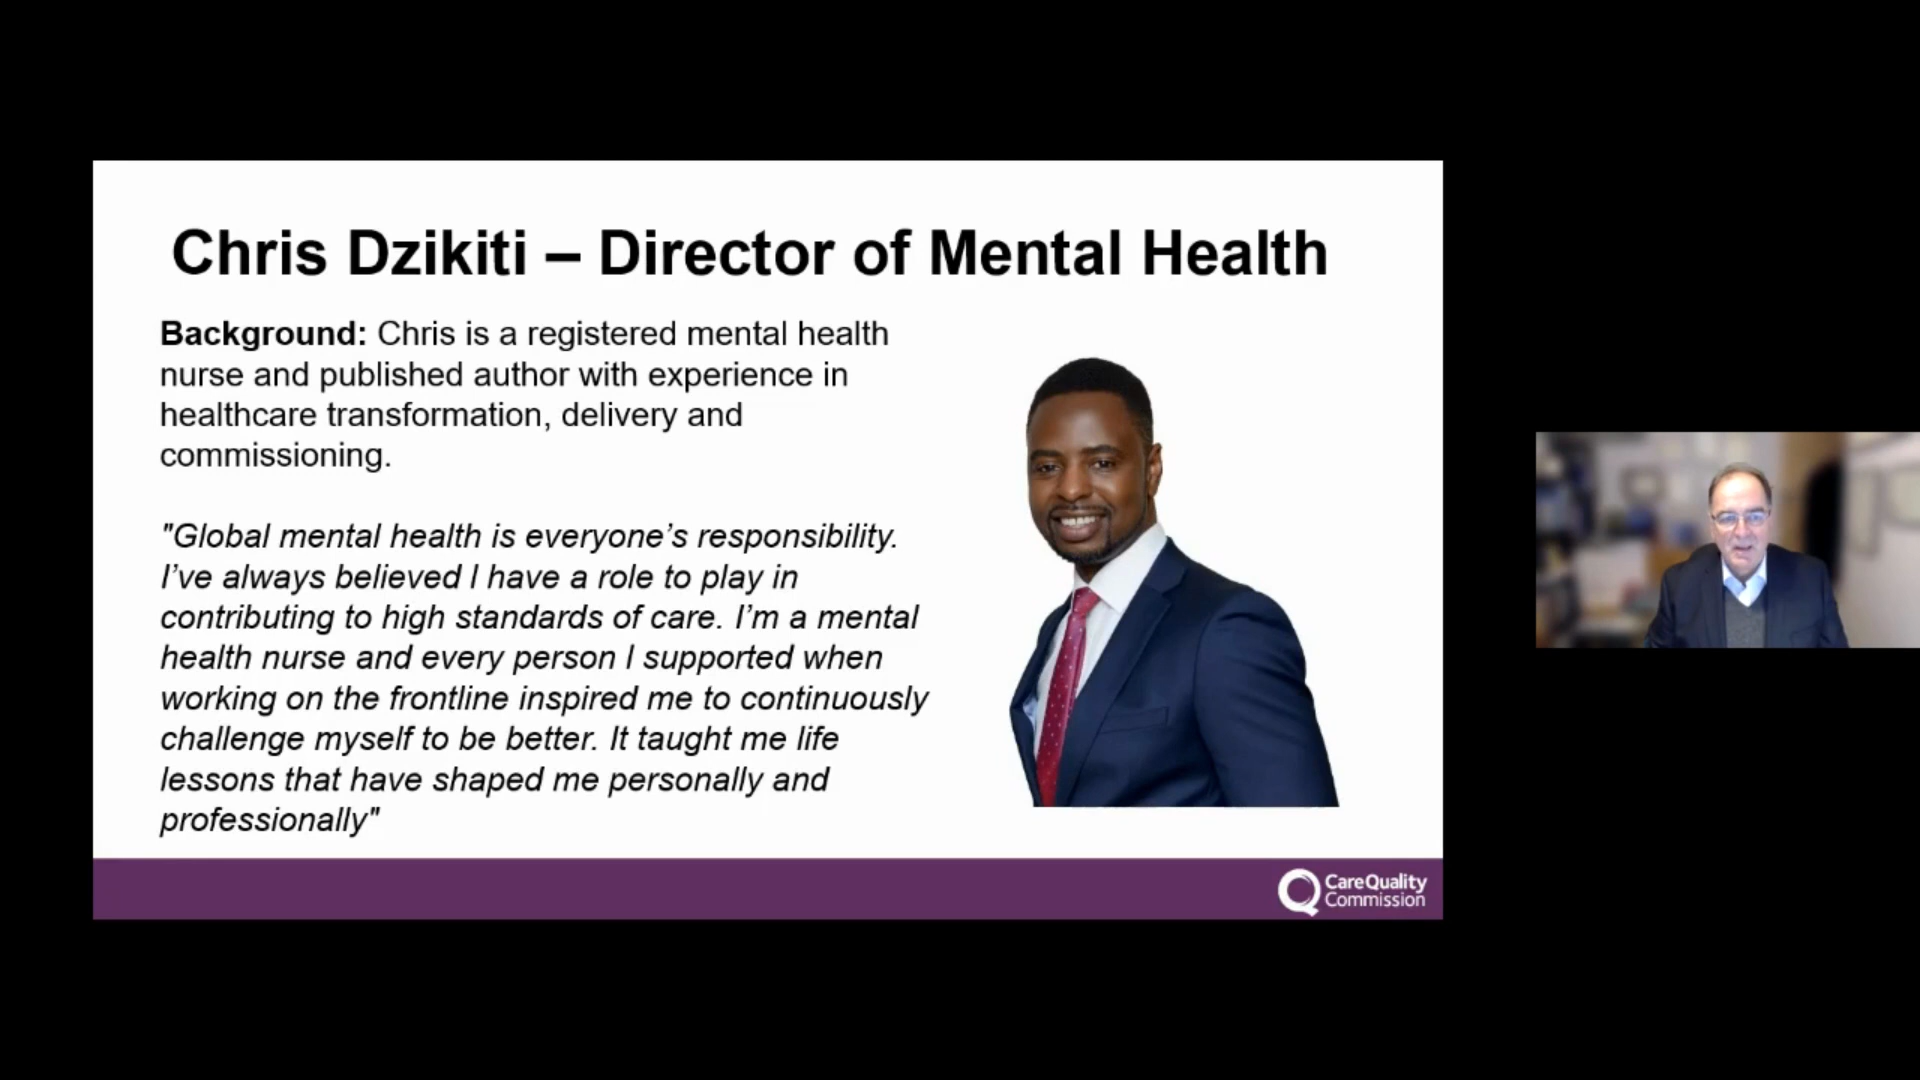 Chris Dzikiti – Director of Mental Health
Background: Chris is a registered mental health
nurse and published author with experience in
healthcare transformation, delivery and
commissioning.
"Global mental health is everyone’s responsibility.
I’ve always believed I have a role to play in
contributing to high standards of care. I’m a mental
health nurse and every person I supported when
working on the frontline inspired me to continuously
challenge myself to be better. It taught me life
lessons that have shaped me personally and
professionally"
CareQuality
Commission